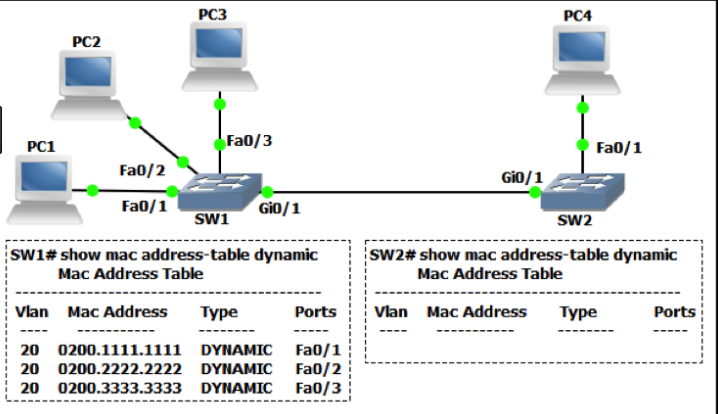 PC3
PC4
PC2
PC1
Fa0/3
Fa0/1
Fa0/2
Gi0/1
Fa0/1
Gi0/1
SW1
SW2
SW1# show mac address-table dynamic
Mac Address Table
Vlan Mac Address Type Ports
20 0200.1111.1111 DYNAMIC Fa0/1
20 0200.2222.2222 DYNAMIC Fa0/2
20 0200.3333.3333 DYNAMIC Fa0/3
SW2# show mac address-table dynamic
Mac Address Table
Vlan Mac Address Type Ports